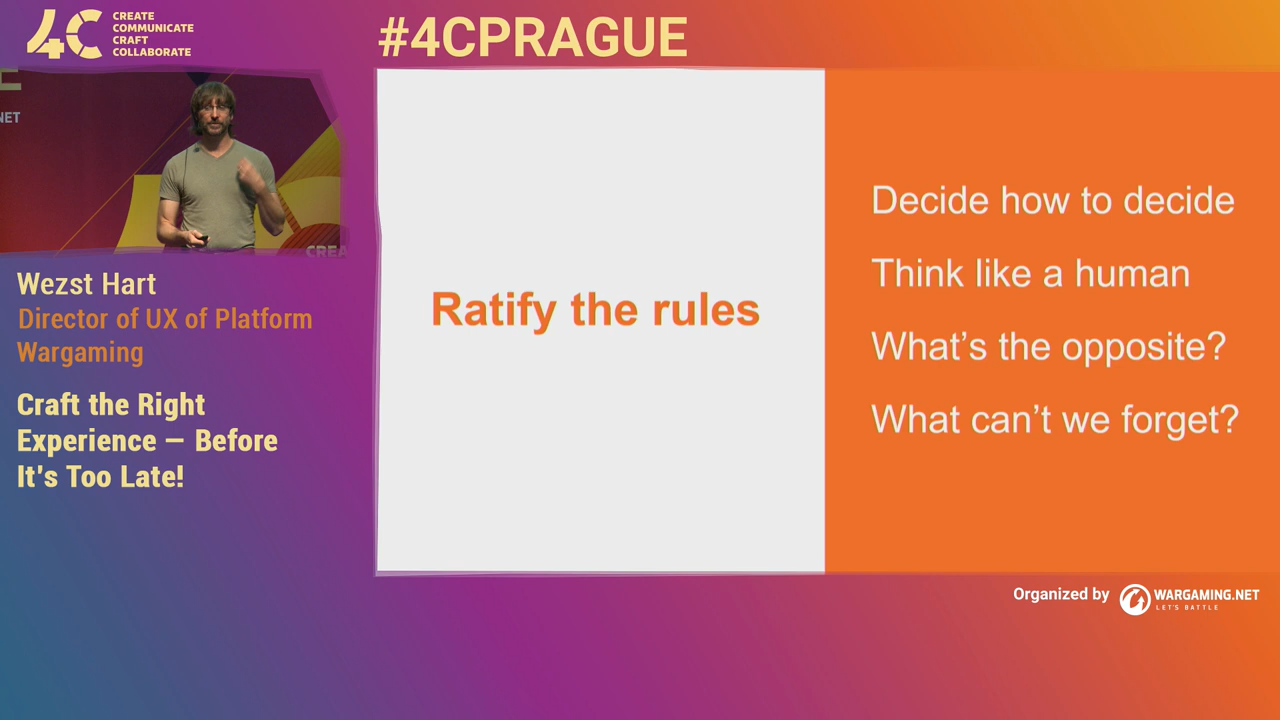 4C
CREATE
COMMUNICATE
CRAFT
COLLABORATE
#4CPRAGUE
E
NET
CREA
Wezst Hart
Director of UX of Platform
Wargaming
Craft the Right
Experience — Before
It's Too Late!
Ratify the rules
Decide how to decide
Think like a human
What's the opposite?
What can't we forget?
Organized by
WARGAMING.NET
LET'S BATTLE